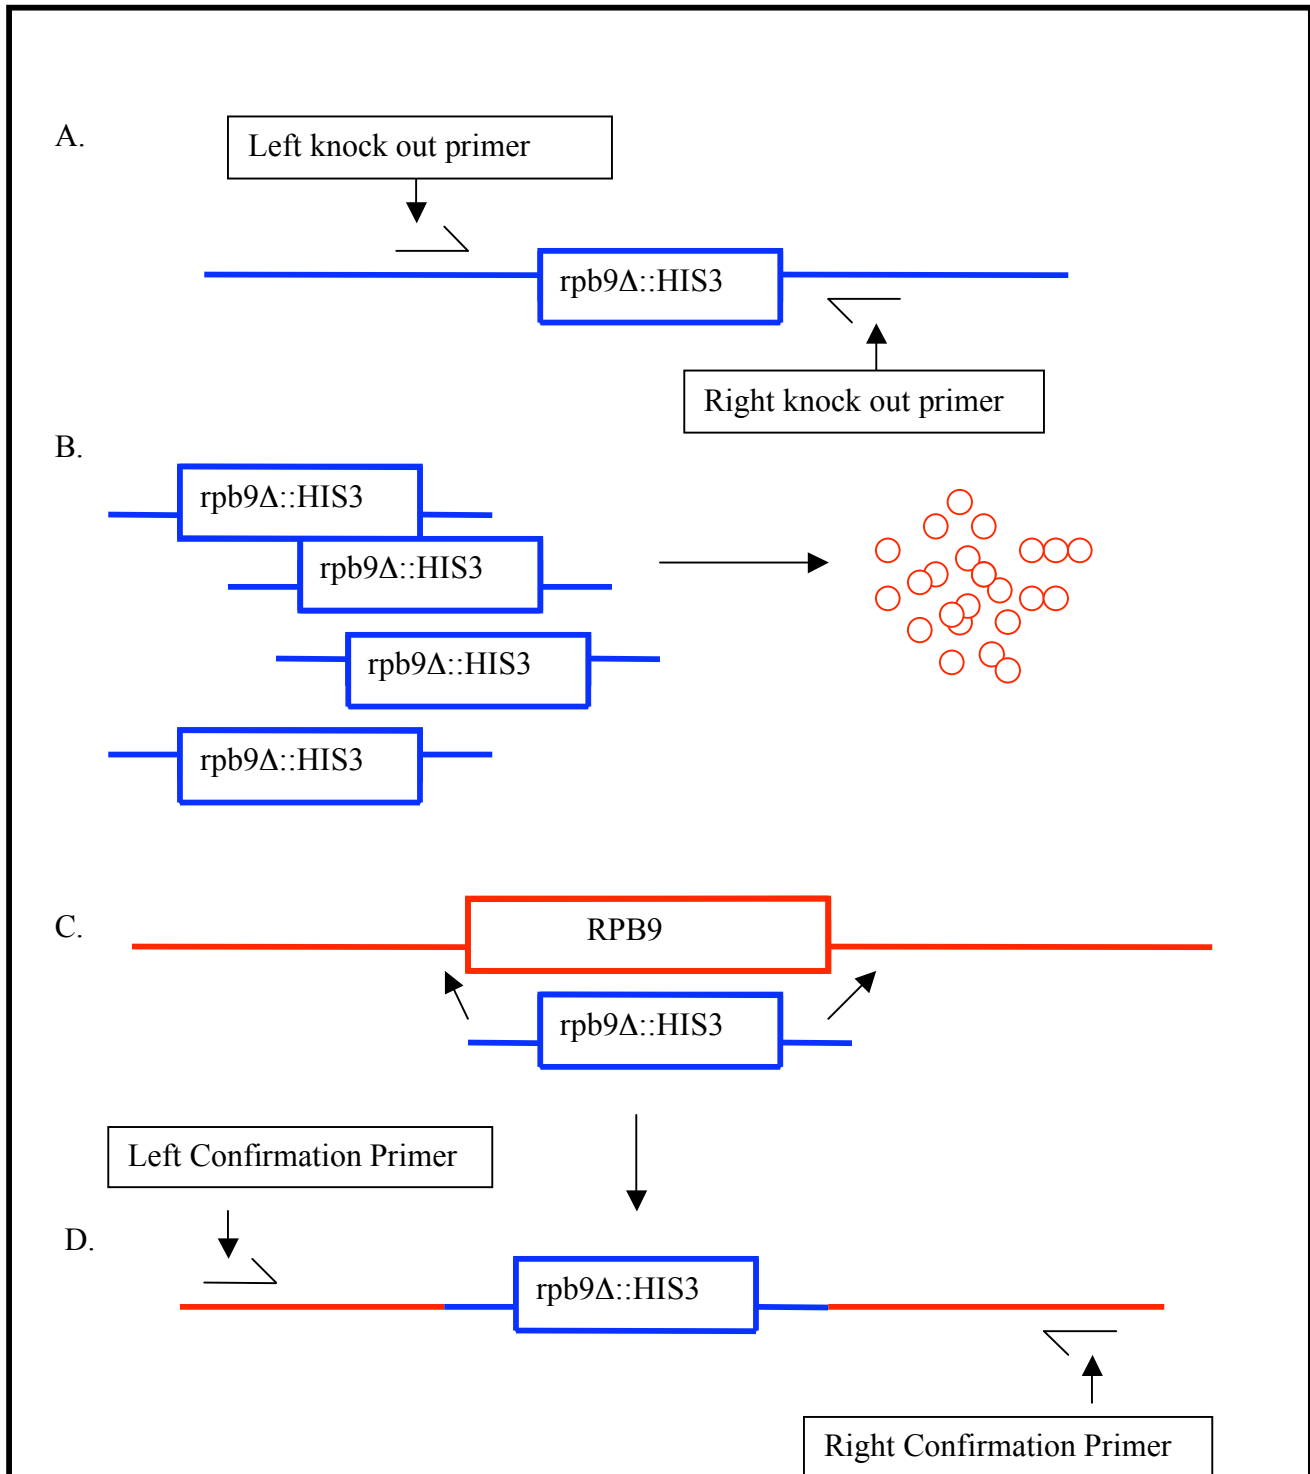 A.
Left knock out primer
rpb9Δ::HIS3
Right knock out primer
B.
rpb9Δ::HIS3
rpb9Δ::HIS3
rpb9Δ::HIS3
rpb9Δ::HIS3
C.
RPB9
rpb9Δ::HIS3
Left Confirmation Primer
D.
rpb9Δ::HIS3
Right Confirmation Primer